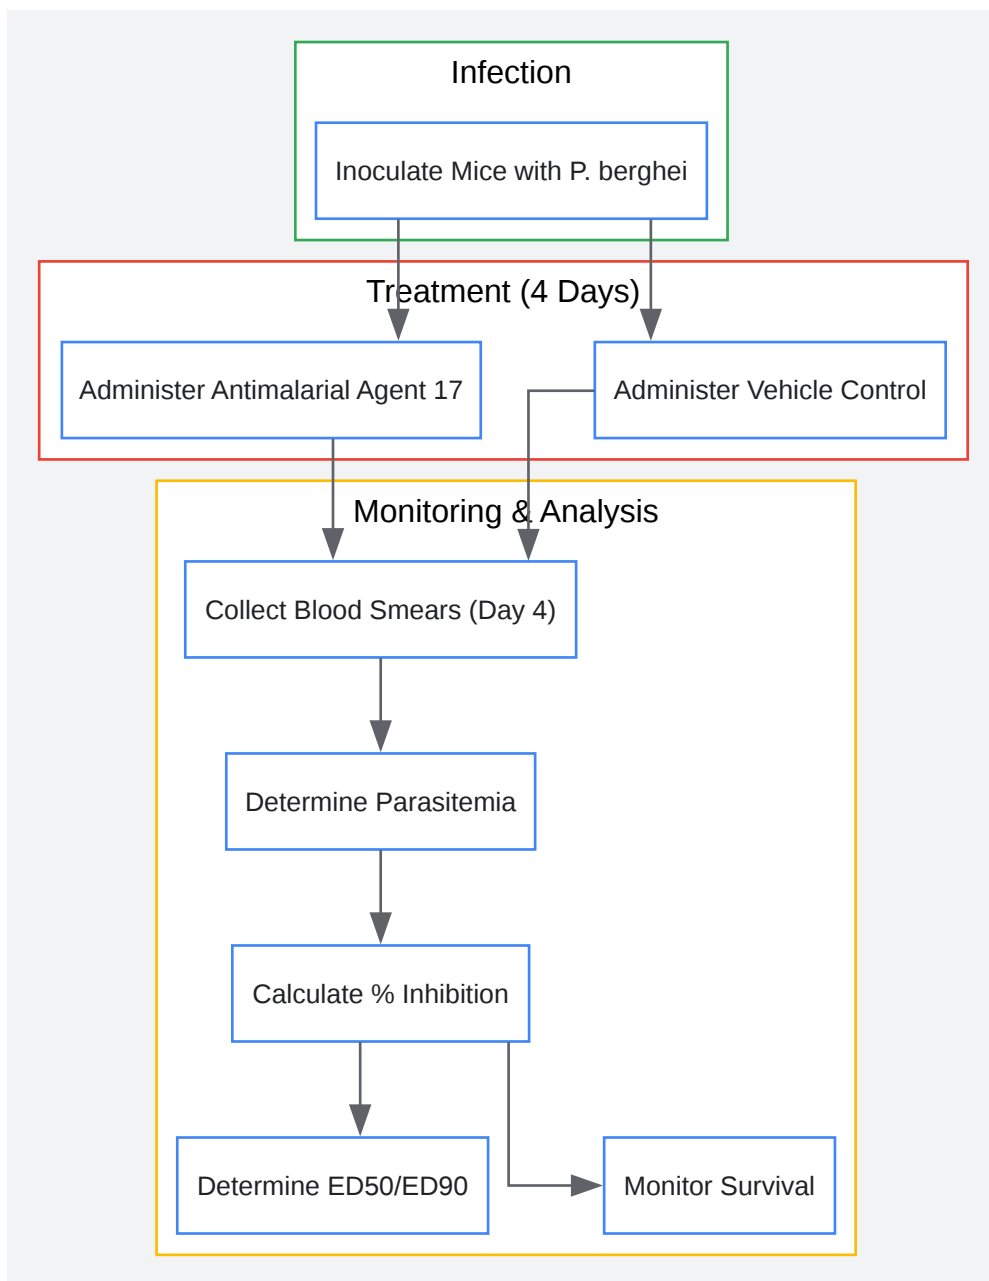 Infection
Inoculate Mice with P. berghei
Treatment (4 Days)
Administer Antimalarial Agent 17
Administer Vehicle Control
Monitoring & Analysis
Collect Blood Smears (Day 4)
Determine Parasitemia
Calculate % Inhibition
Determine ED50/ED90
Monitor Survival